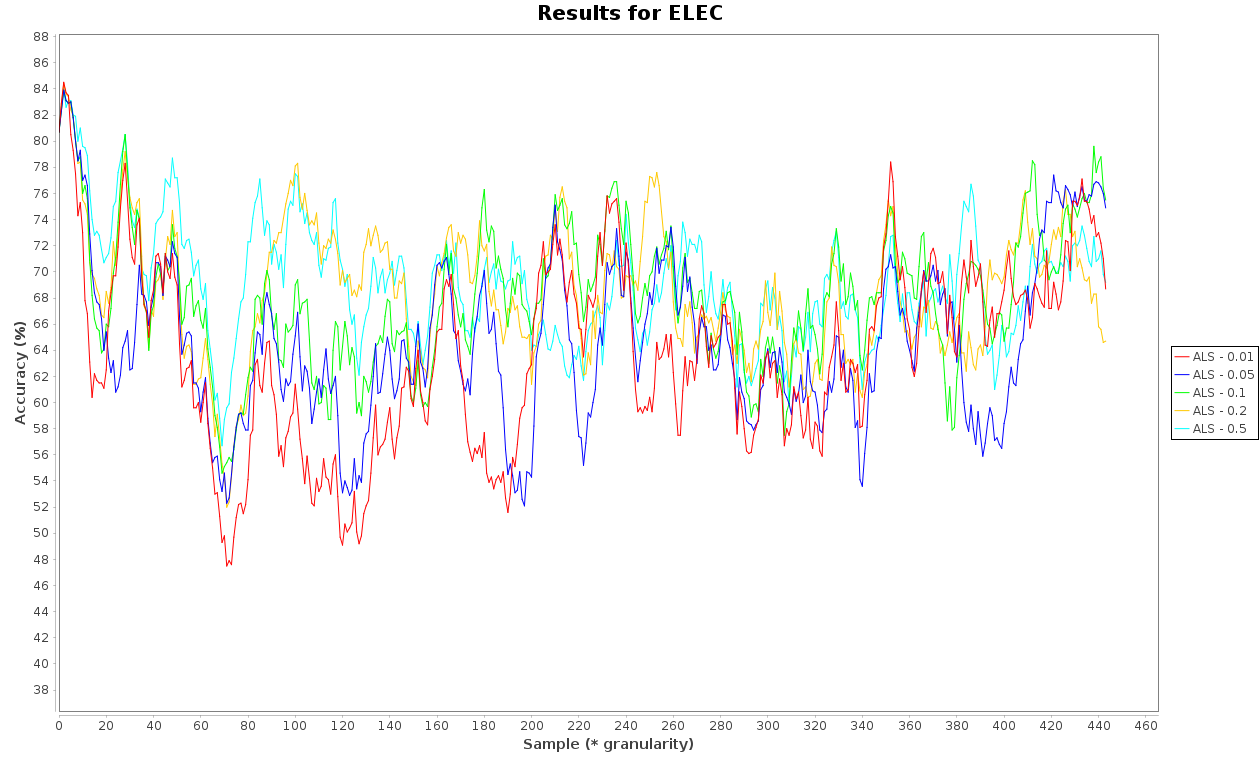 Results for ELEC
Accuracy (%)
88
86
84
82
80
78
76
74
72
70
68
66
64
62
60
58
56
54
52
50
48
46
44
42
40
38
0 20 40 60 80 100 120 140 160 180 200 220 240 260 280 300 320 340 360 380 400 420 440 460
Sample (* granularity)
ALS - 0.01
ALS - 0.05
ALS - 0.1
ALS - 0.2
ALS - 0.5